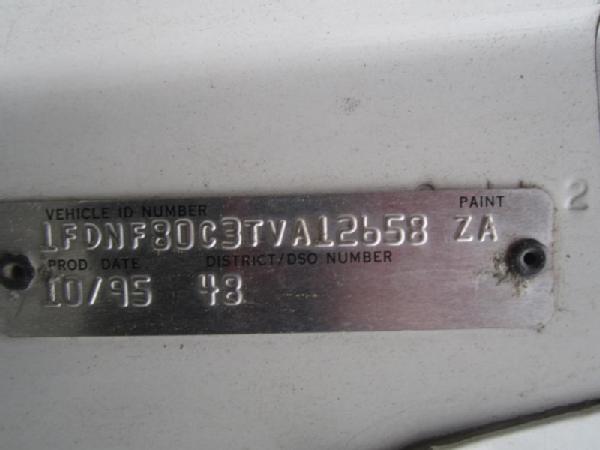 2
VEHICLE ID NUMBER PAINT
1FDNF80C3TVA12658 ZA
PROD. DATE DISTRICT/DSO NUMBER
10/95 48